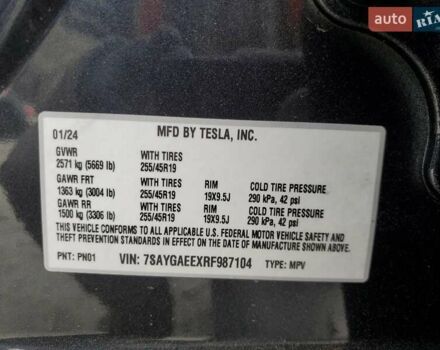 auto RIA
01/24 MFD BY TESLA, INC.
GVWR WITH TIRES
2571 kg (5669 lb) 255/45R19
GAWR FRT WITH TIRES RIM COLD TIRE PRESSURE
1363 kg (3004 lb) 255/45R19 19X9.5J 290 kPa, 42 psi
GAWR RR WITH TIRES RIM COLD TIRE PRESSURE
1500 kg (3306 lb) 255/45R19 19X9.5J 290 kPa, 42 psi
THIS VEHICLE CONFORMS TO ALL APPLICABLE U.S. FEDERAL MOTOR VEHICLE
SAFETY AND THEFT PREVENTION STANDARDS IN EFFECT ON THE DATE OF
MANUFACTURE SHOWN ABOVE.
PNT: PN01 VIN: 7SAYGAEEXRF987104 TYPE: MPV